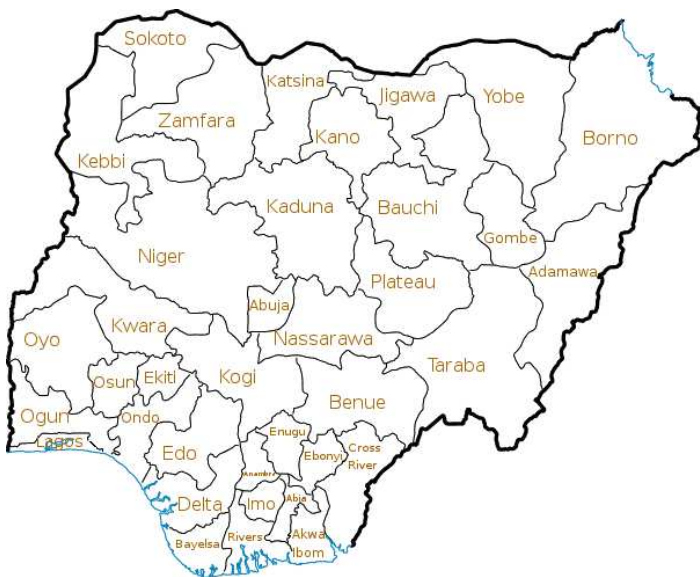 Sokoto
Katsina
Jigawa
Yobe
Zamfara
Kano
Borno
Kebbi
Kaduna
Bauchi
Gombe
Niger
Adamawa
Plateau
Abuja
Kwara
Oyo
Nassarawa
Taraba
Osun
Ekiti
Kogi
Benue
Ogun
Ondo
Lagos
Enugu
Edo
Ebonyi
Cross
River
Anambra
Delta
Imo
Abia
Bayelsa
Rivers
Akwa
Ibom